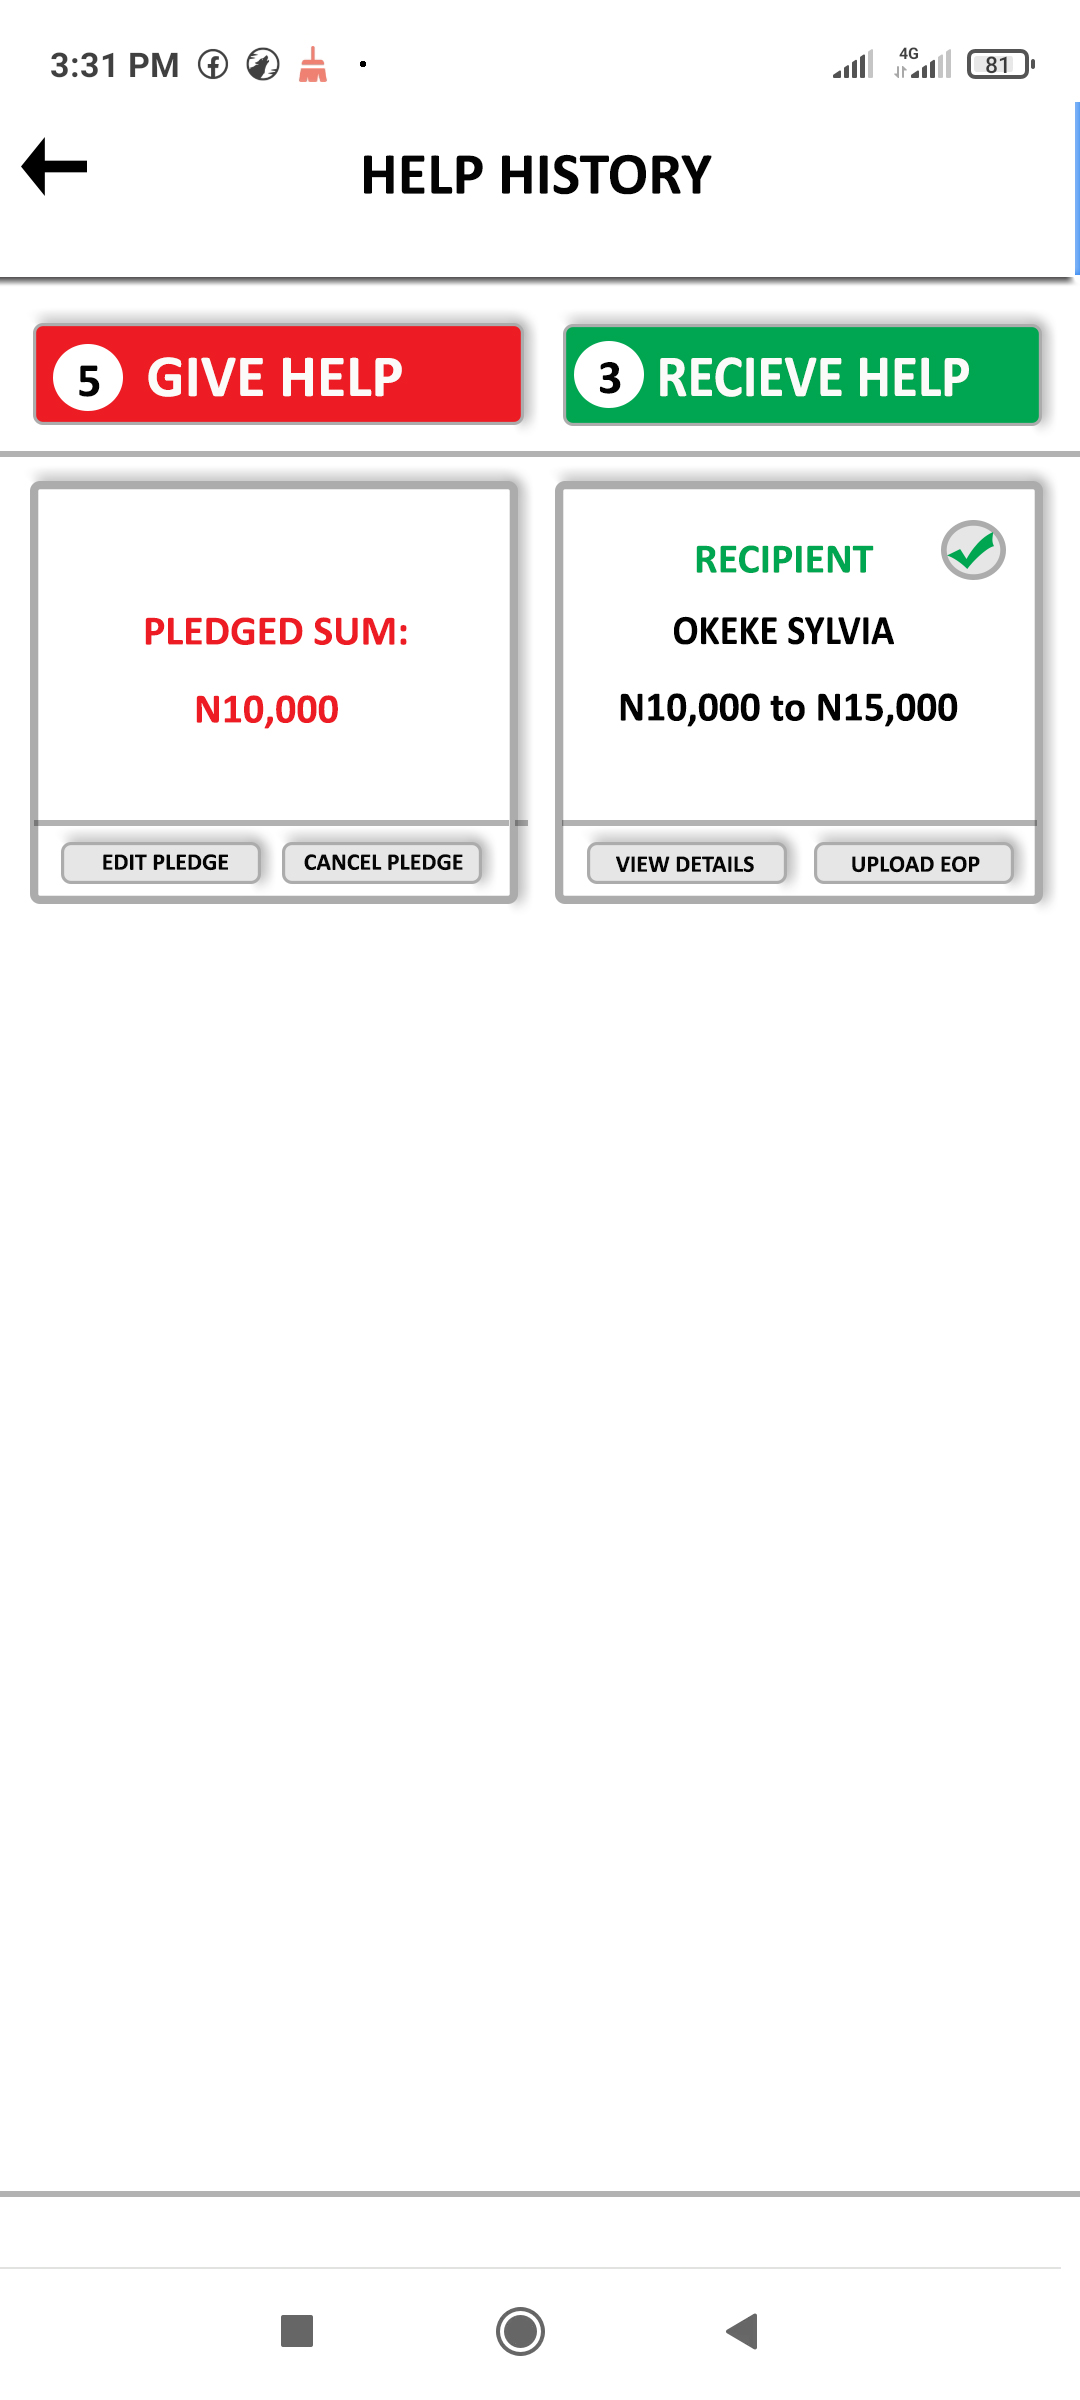 3:31 PM
4G
81
HELP HISTORY
5 GIVE HELP
3 RECIEVE HELP
PLEDGED SUM:
N10,000
EDIT PLEDGE
CANCEL PLEDGE
RECIPIENT
OKEKE SYLVIA
N10,000 to N15,000
VIEW DETAILS
UPLOAD EOP